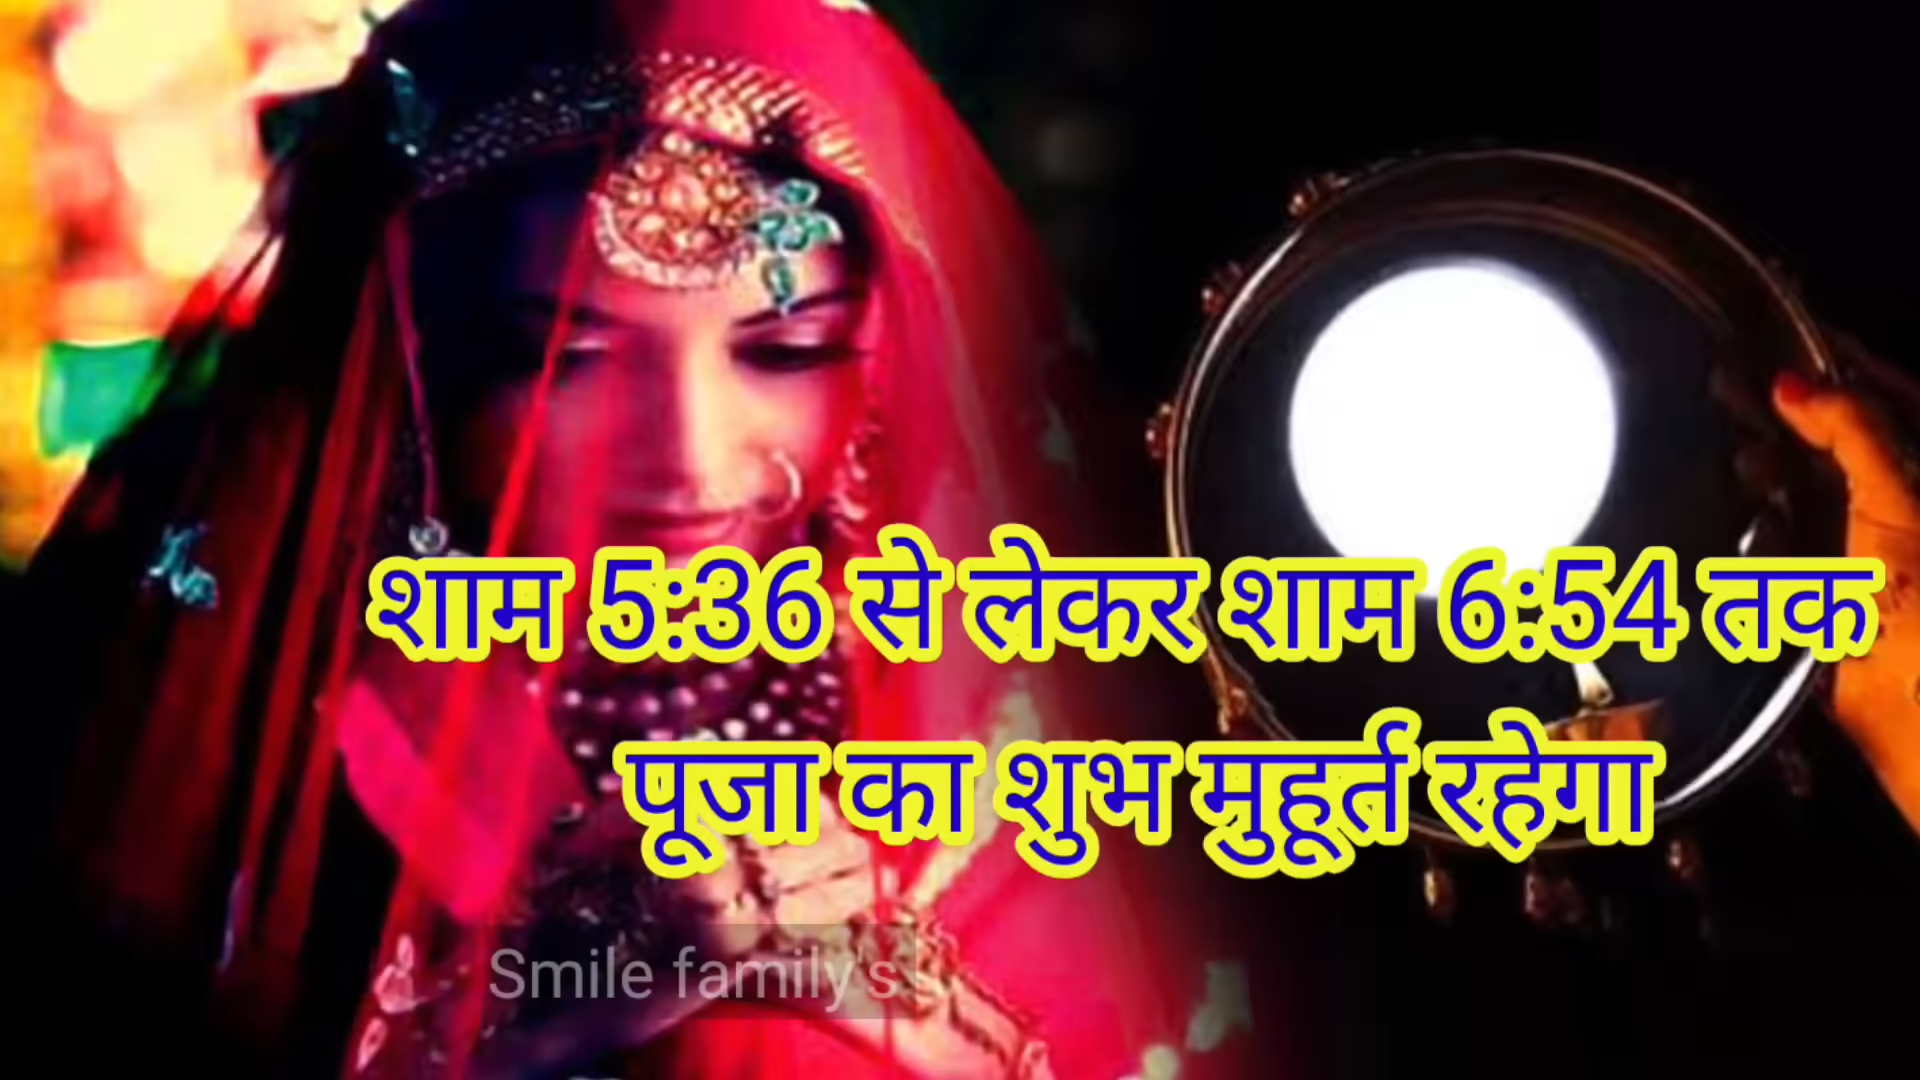 शाम 5:36 से लेकर शाम 6:54 तक
पूजा का शुभ मुहूर्त रहेगा
Smile family's